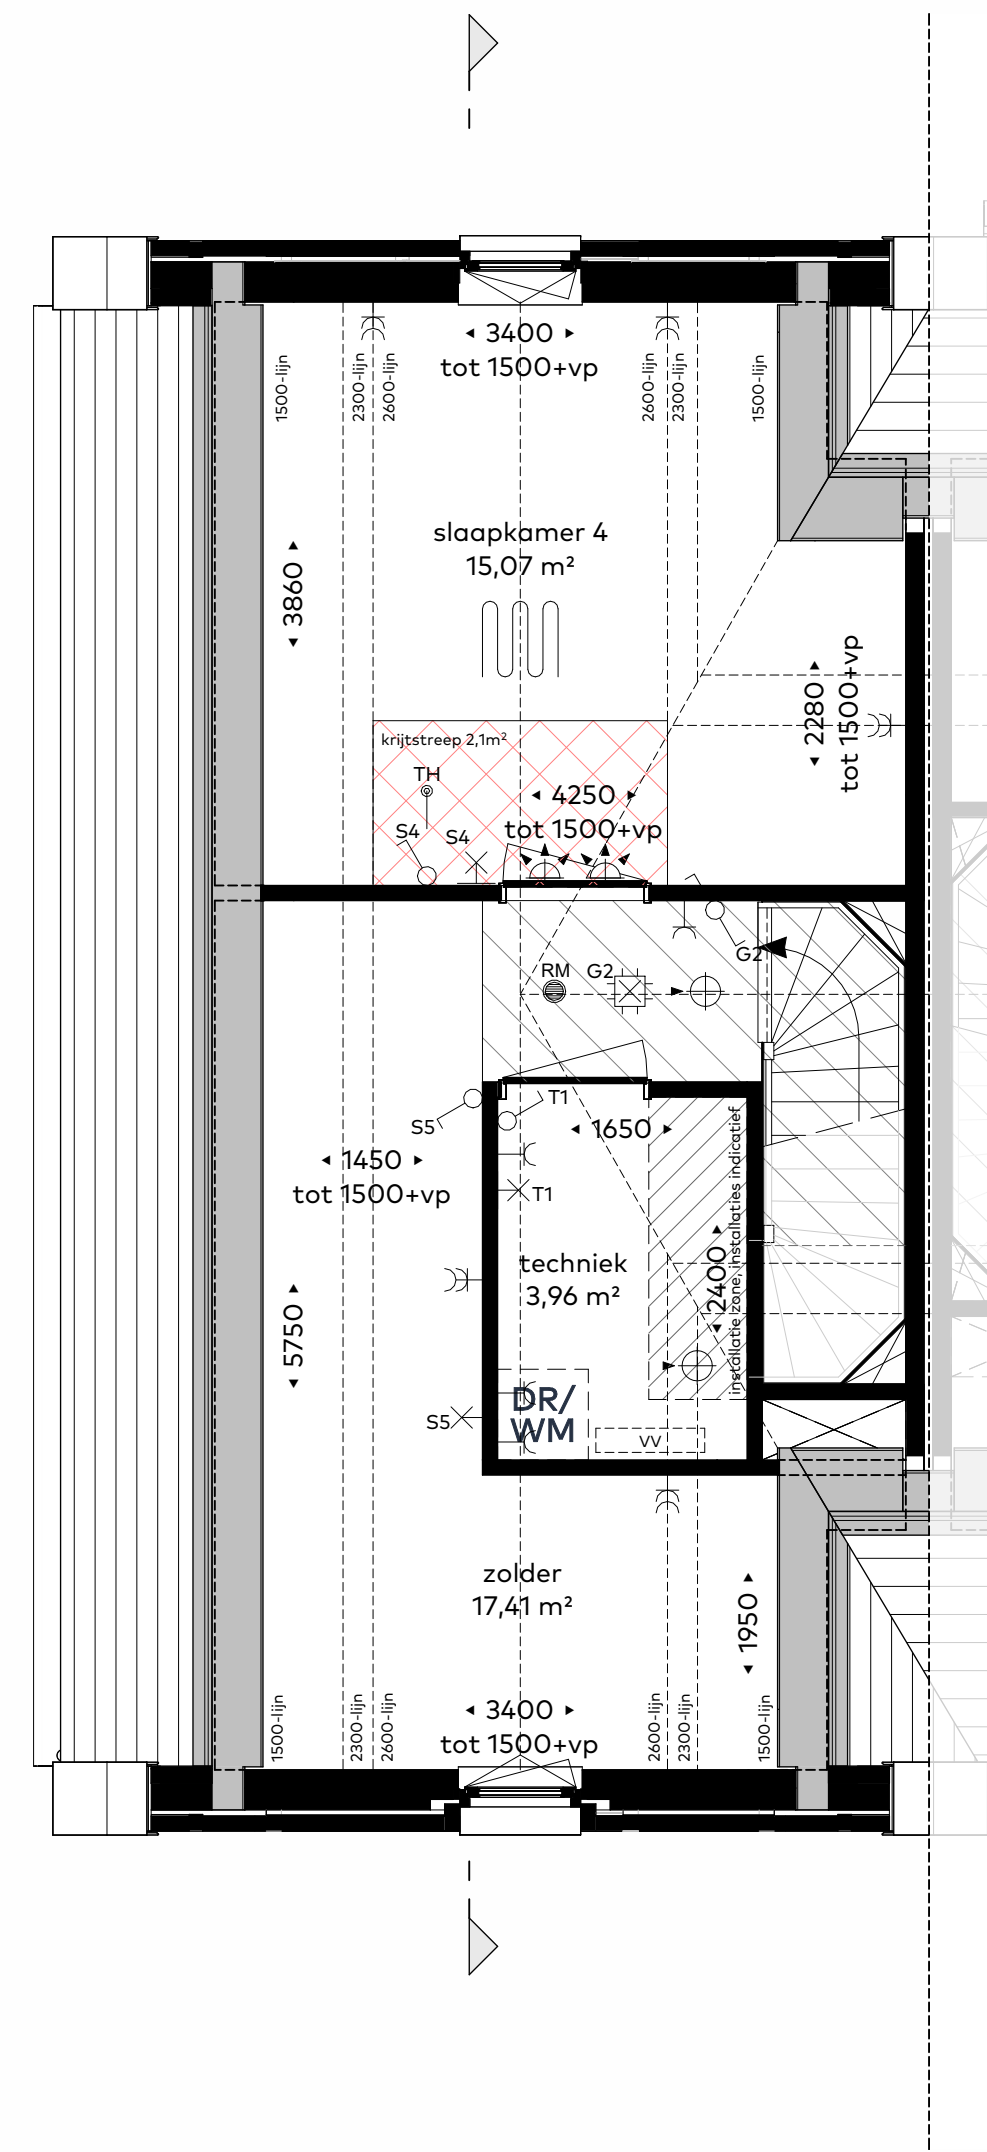 3400
tot 1500+vp
1500-lijn
2300-lijn
2600-lijn
2600-lijn
2300-lijn
1500-lijn
slaapkamer 4
15,07 m²
3860
2280
tot 1500+vp
krijtstreep 2,1m²
TH
S4
S4
4250
tot 1500+vp
RM
G2
G2
T1
S5
1650
1450
tot 1500+vp
T1
techniek
3,96 m²
2400
installatie zone, installaties indicatief
5750
DR/
WM
S5
VV
zolder
17,41 m²
1950
1500-lijn
2300-lijn
2600-lijn
2600-lijn
2300-lijn
1500-lijn
3400
tot 1500+vp